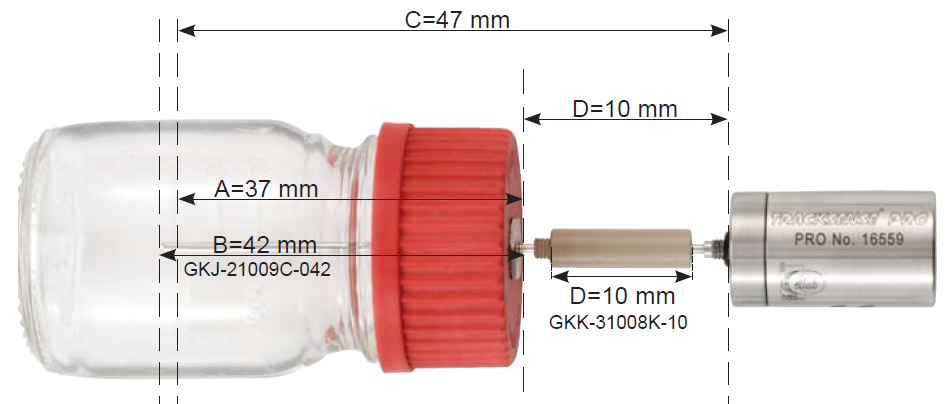 C=47 mm
D=10 mm
A=37 mm
TRACKSENSE® PRO
PRO No. 16559
B=42 mm
GKJ-21009C-042
ellab
D=10 mm
GKK-31008K-10